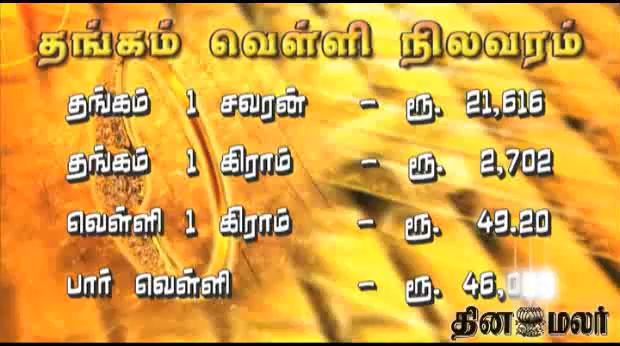 தங்கம் வெள்ளி நிலவரம்
தங்கம் 1 சவரன் - ரூ. 21,616
தங்கம் 1 கிராம் - ரூ. 2,702
வெள்ளி 1 கிராம் - ரூ. 49.20
பார் வெள்ளி - ரூ.
தினமலர்